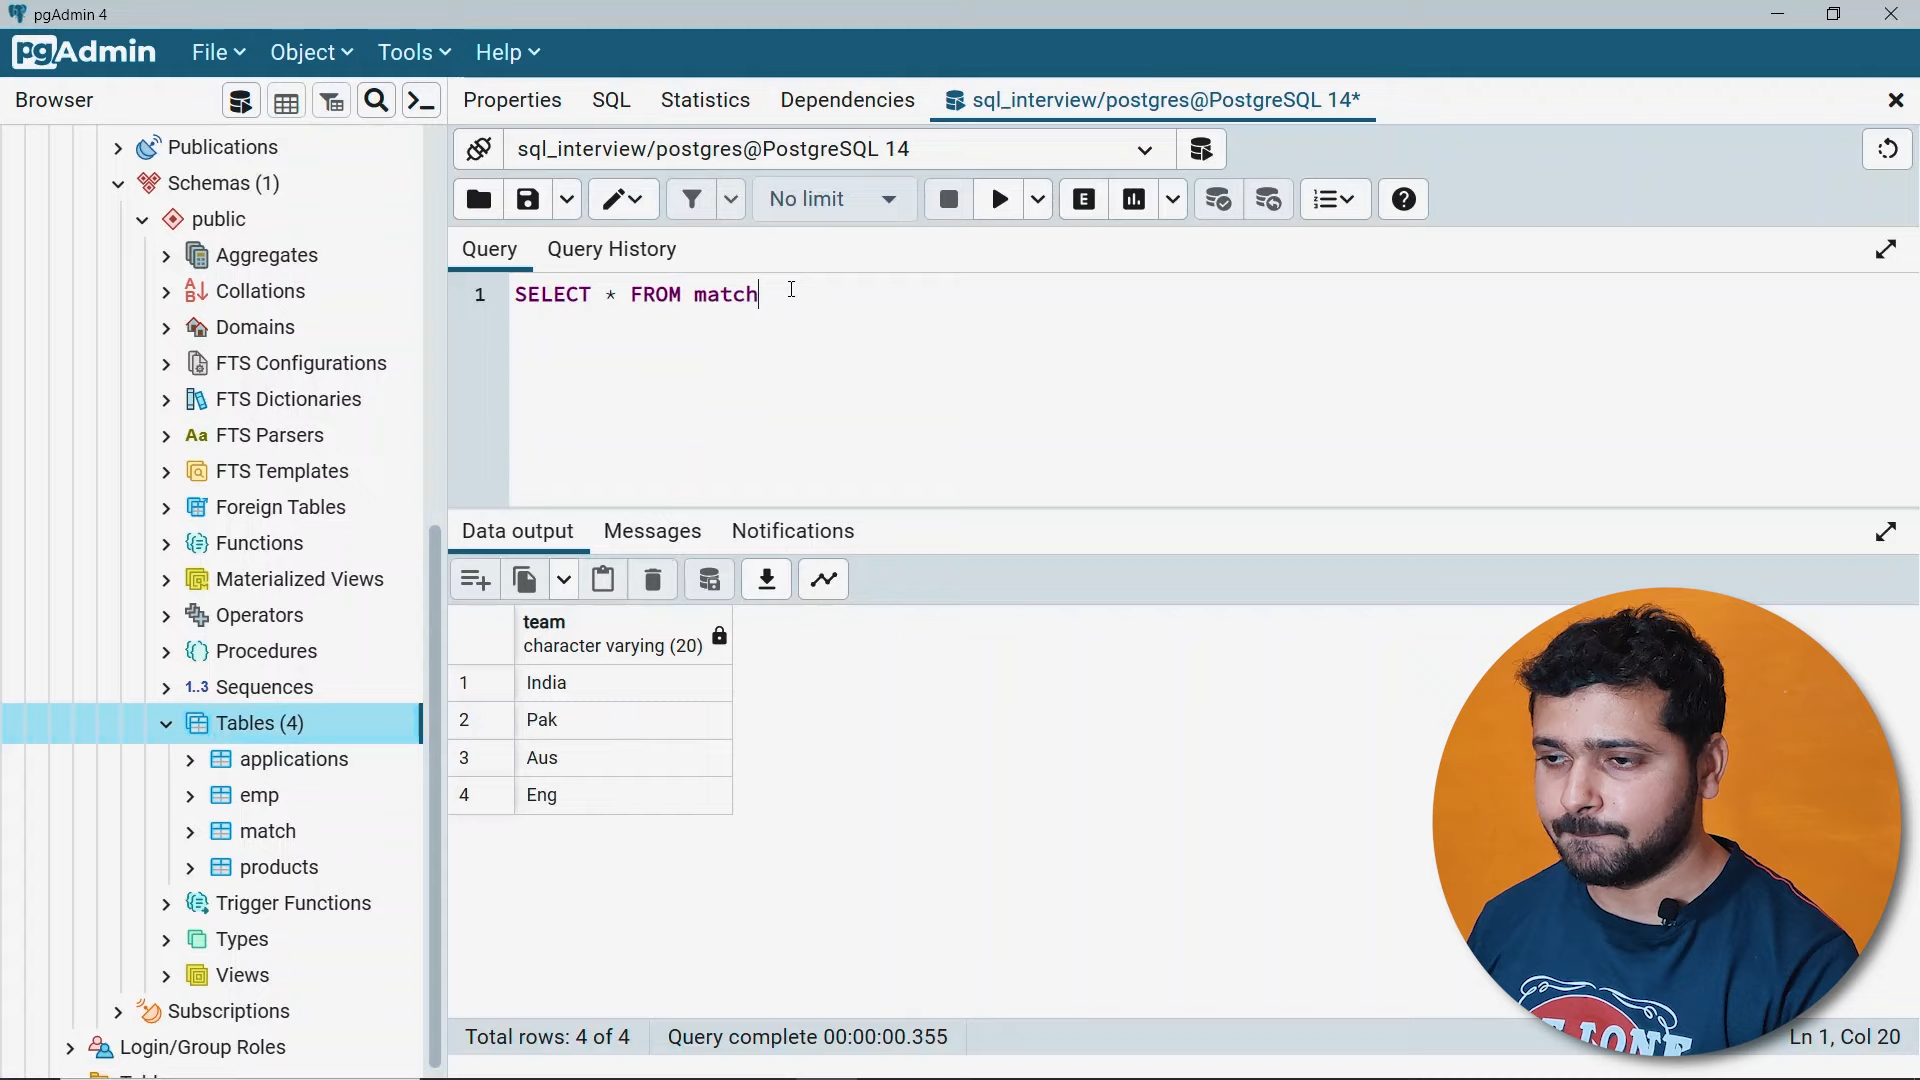 pgAdmin 4
pgAdmin File Object Tools Help
Browser
Properties SQL Statistics Dependencies sql_interview/postgres@PostgreSQL 14*
sql_interview/postgres@PostgreSQL 14
No limit
E
Query Query History
1 SELECT * FROM match
Publications
Schemas (1)
public
Aggregates
Collations
Domains
FTS Configurations
FTS Dictionaries
Aa FTS Parsers
FTS Templates
Foreign Tables
Functions
Materialized Views
Operators
Procedures
1..3 Sequences
Tables (4)
applications
emp
match
products
Trigger Functions
Types
Views
Subscriptions
Login/Group Roles
Data output Messages Notifications
team
character varying (20)
1 India
2 Pak
3 Aus
4 Eng
Total rows: 4 of 4 Query complete 00:00:00.355 Ln 1, Col 20